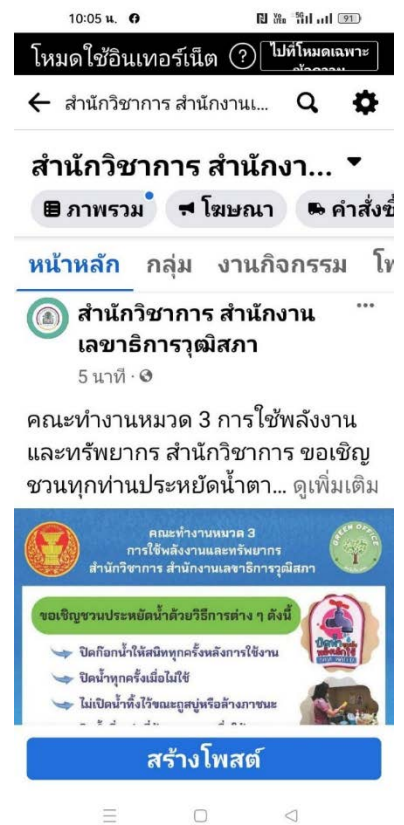 10:05 น.
91
โหมดใช้อินเทอร์เน็ต ? ไปที่โหมดเฉพาะ
สำนักวิชาการ สำนักงานเ...
สำนักวิชาการ สำนักงา...
ภาพรวม โฆษณา คำสั่งซื้
หน้าหลัก กลุ่ม งานกิจกรรม โพ
สำนักวิชาการ สำนักงาน
เลขาธิการวุฒิสภา
5 นาที ·
คณะทำงานหมวด 3 การใช้พลังงาน
และทรัพยากร สำนักวิชาการ ขอเชิญ
ชวนทุกท่านประหยัดน้ำตา... ดูเพิ่มเติม
คณะทำงานหมวด 3
การใช้พลังงานและทรัพยากร
สำนักวิชาการ สำนักงานเลขาธิการวุฒิสภา
GREEN OFFICE
ขอเชิญชวนประหยัดน้ำด้วยวิธีการต่าง ๆ ดังนี้
ปิดก๊อกน้ำให้สนิททุกครั้งหลังการใช้งาน
ปิดน้ำทุกครั้งเมื่อไม่ใช้
ไม่เปิดน้ำทิ้งไว้ขณะถูสบู่หรือล้างภาชนะ
ปิดน้ำ
หลังเลิกใช้
สร้างโพสต์